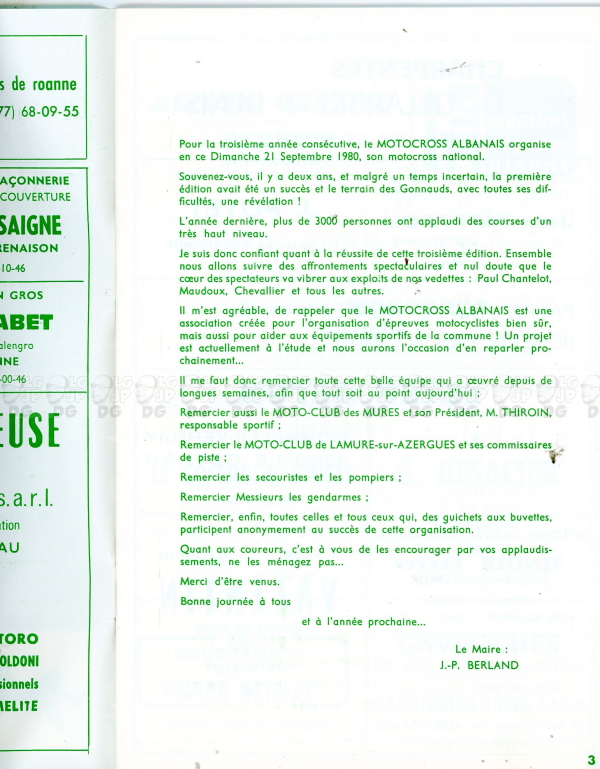 s de roanne
77) 68-09-55
AÇONNERIE
COUVERTURE
SAIGNE
RENAISON
10-46
N GROS
ABET
alengro
NNE
-00-46
EUSE
s.a.r.l.
ation
AU
TORO
OLDONI
sionnels
MELITE
Pour la troisième année consécutive, le MOTOCROSS ALBANAIS organise
en ce Dimanche 21 Septembre 1980, son motocross national.
Souvenez-vous, il y a deux ans, et malgré un temps incertain, la première
édition avait été un succès et le terrain des Gonnauds, avec toutes ses dif-
ficultés, une révélation !
L'année dernière, plus de 3000 personnes ont applaudi des courses d'un
très haut niveau.
Je suis donc confiant quant à la réussite de cette troisième édition. Ensemble
nous allons suivre des affrontements spectaculaires et nul doute que le
cœur des spectateurs va vibrer aux exploits de nos vedettes : Paul Chantelot,
Maudoux, Chevallier et tous les autres.
Il m'est agréable, de rappeler que le MOTOCROSS ALBANAIS est une
association créée pour l'organisation d'épreuves motocyclistes bien sûr,
mais aussi pour aider aux équipements sportifs de la commune ! Un projet
est actuellement à l'étude et nous aurons l'occasion d'en reparler pro-
chainement...
Il me faut donc remercier toute cette belle équipe qui a œuvré depuis de
longues semaines, afin que tout soit au point aujourd'hui ;
Remercier aussi le MOTO-CLUB des MURES et son Président, M. THIROIN,
responsable sportif ;
Remercier le MOTO-CLUB de LAMURE-sur-AZERGUES et ses commissaires
de piste ;
Remercier les secouristes et les pompiers ;
Remercier Messieurs les gendarmes ;
Remercier, enfin, toutes celles et tous ceux qui, des guichets aux buvettes,
participent anonymement au succès de cette organisation.
Quant aux coureurs, c'est à vous de les encourager par vos applaudis-
sements, ne les ménagez pas...
Merci d'être venus.
Bonne journée à tous
et à l'année prochaine...
Le Maire :
J.-P. BERLAND
3